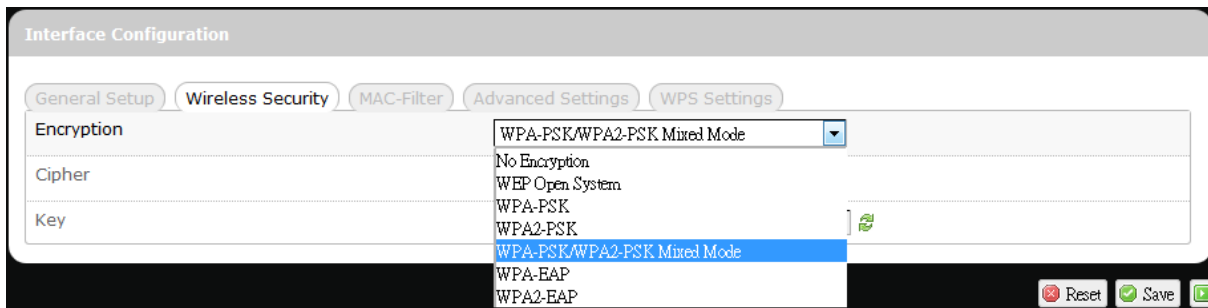 Interface Configuration
General Setup Wireless Security MAC-Filter Advanced Settings WPS Settings
Encryption WPA-PSK/WPA2-PSK Mixed Mode
No Encryption
Cipher
WEP Open System
WPA-PSK
Key
WPA2-PSK
WPA-PSK/WPA2-PSK Mixed Mode
WPA-EAP
WPA2-EAP
Reset Save